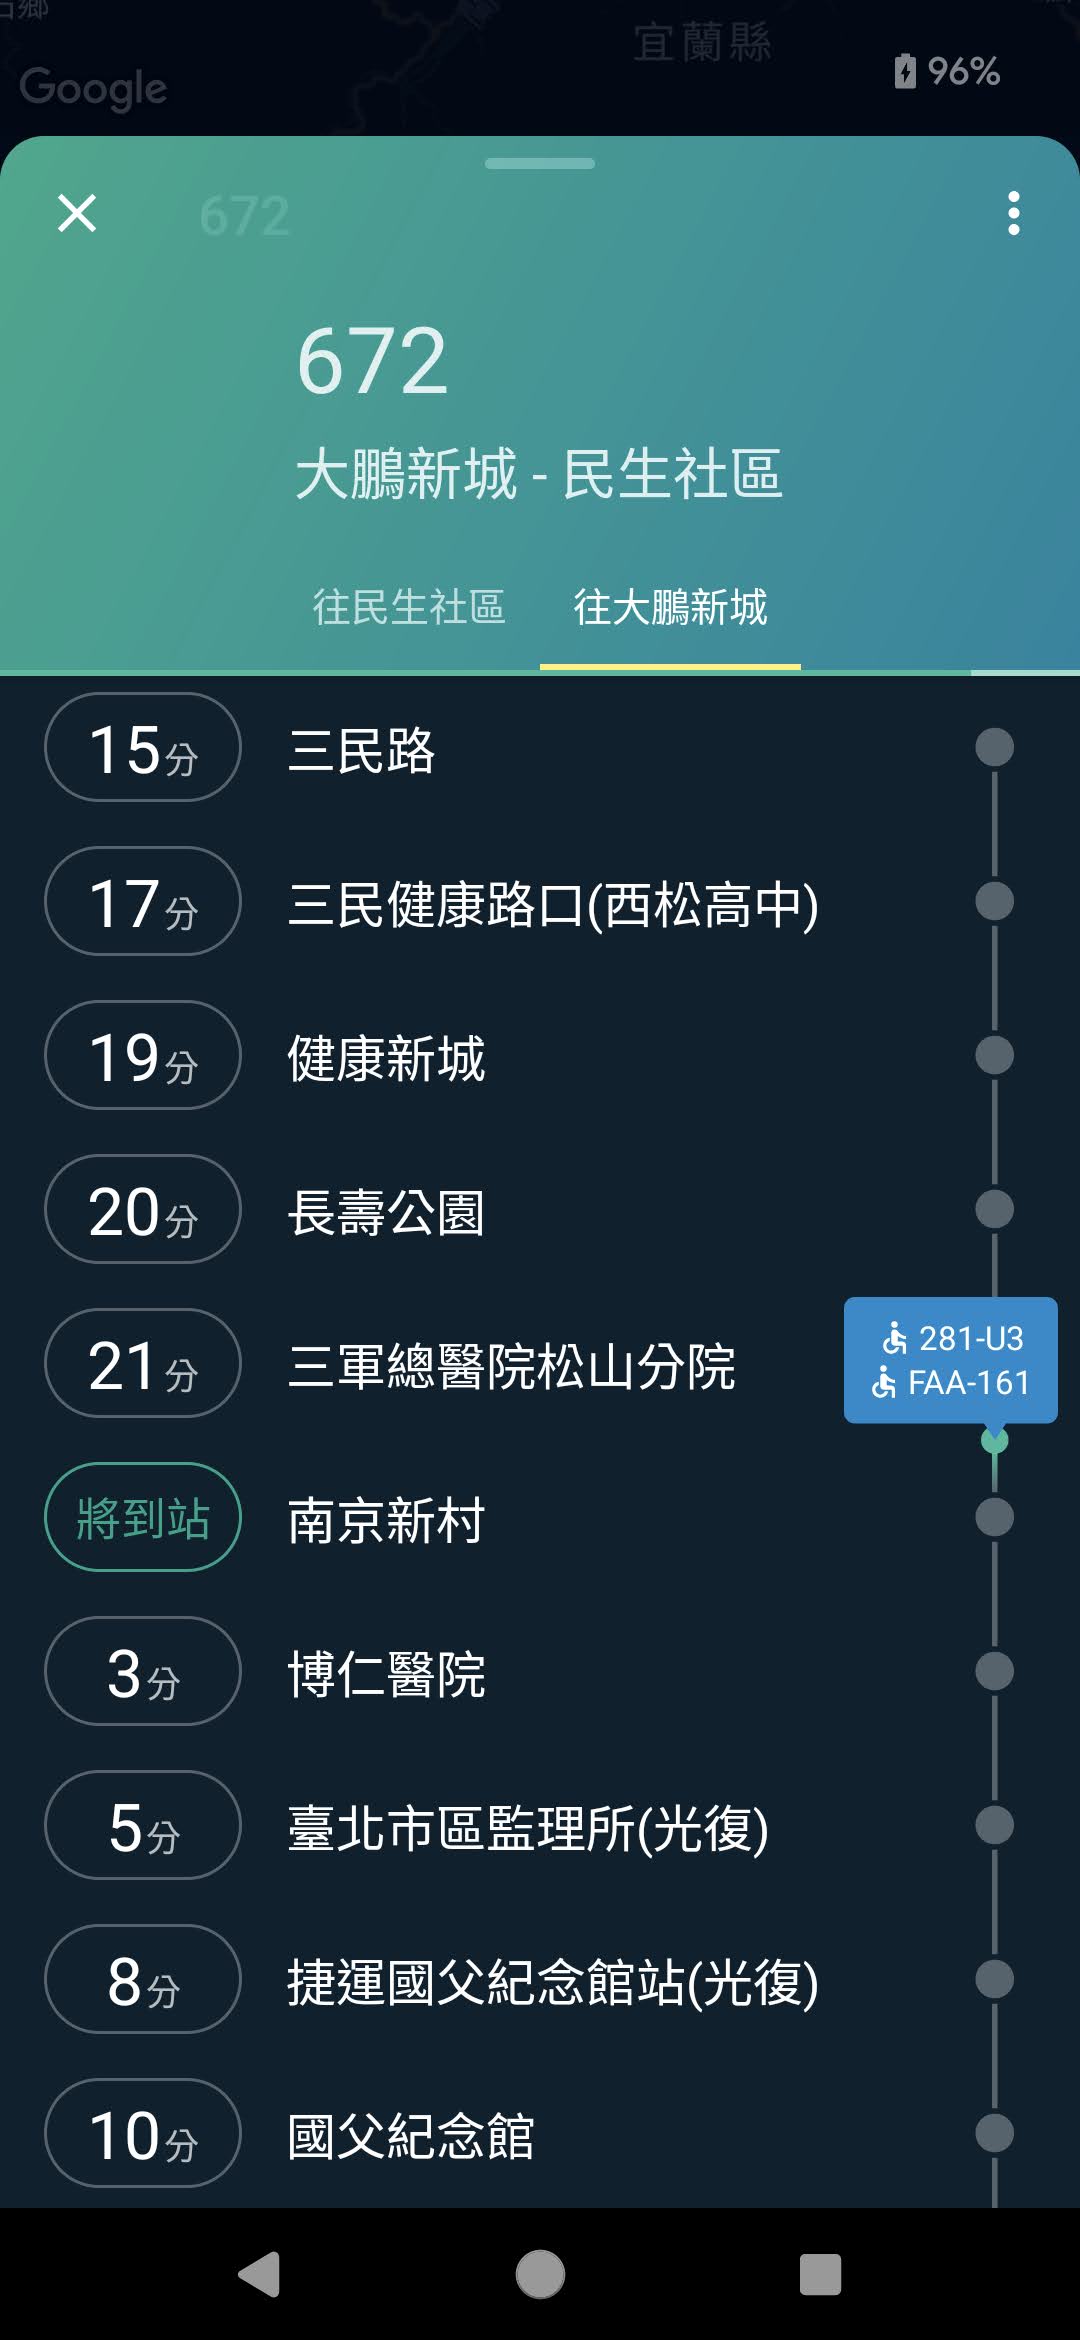 宜蘭縣
Google
96%
672
672
大鵬新城 - 民生社區
往民生社區
往大鵬新城
15分 三民路
17分 三民健康路口(西松高中)
19分 健康新城
20分 長壽公園
21分 三軍總醫院松山分院
281-U3
FAA-161
將到站 南京新村
3分 博仁醫院
5分 臺北市區監理所(光復)
8分 捷運國父紀念館站(光復)
10分 國父紀念館